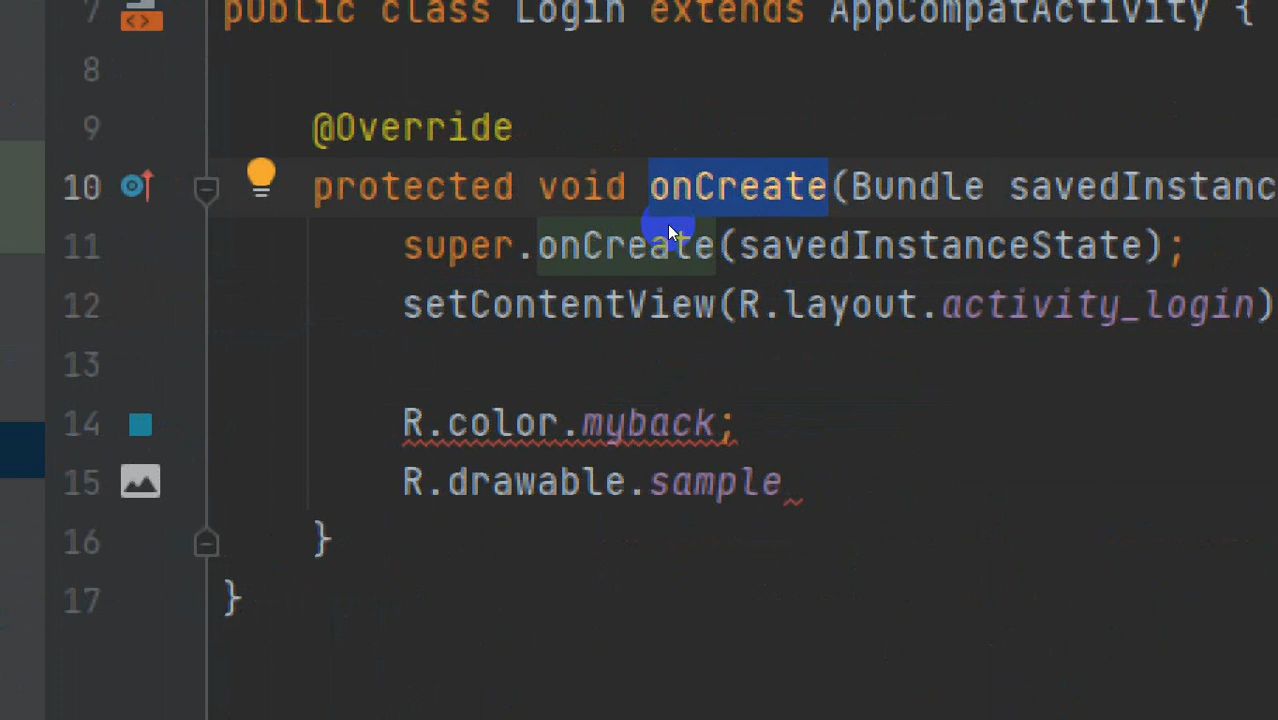 7 public class Login extends AppCompatActivity {
8
9 @Override
10 protected void onCreate(Bundle savedInstanc
11 super.onCreate(savedInstanceState);
12 setContentView(R.layout.activity_login)
13
14 R.color.myback;
15 R.drawable.sample
16 }
17 }